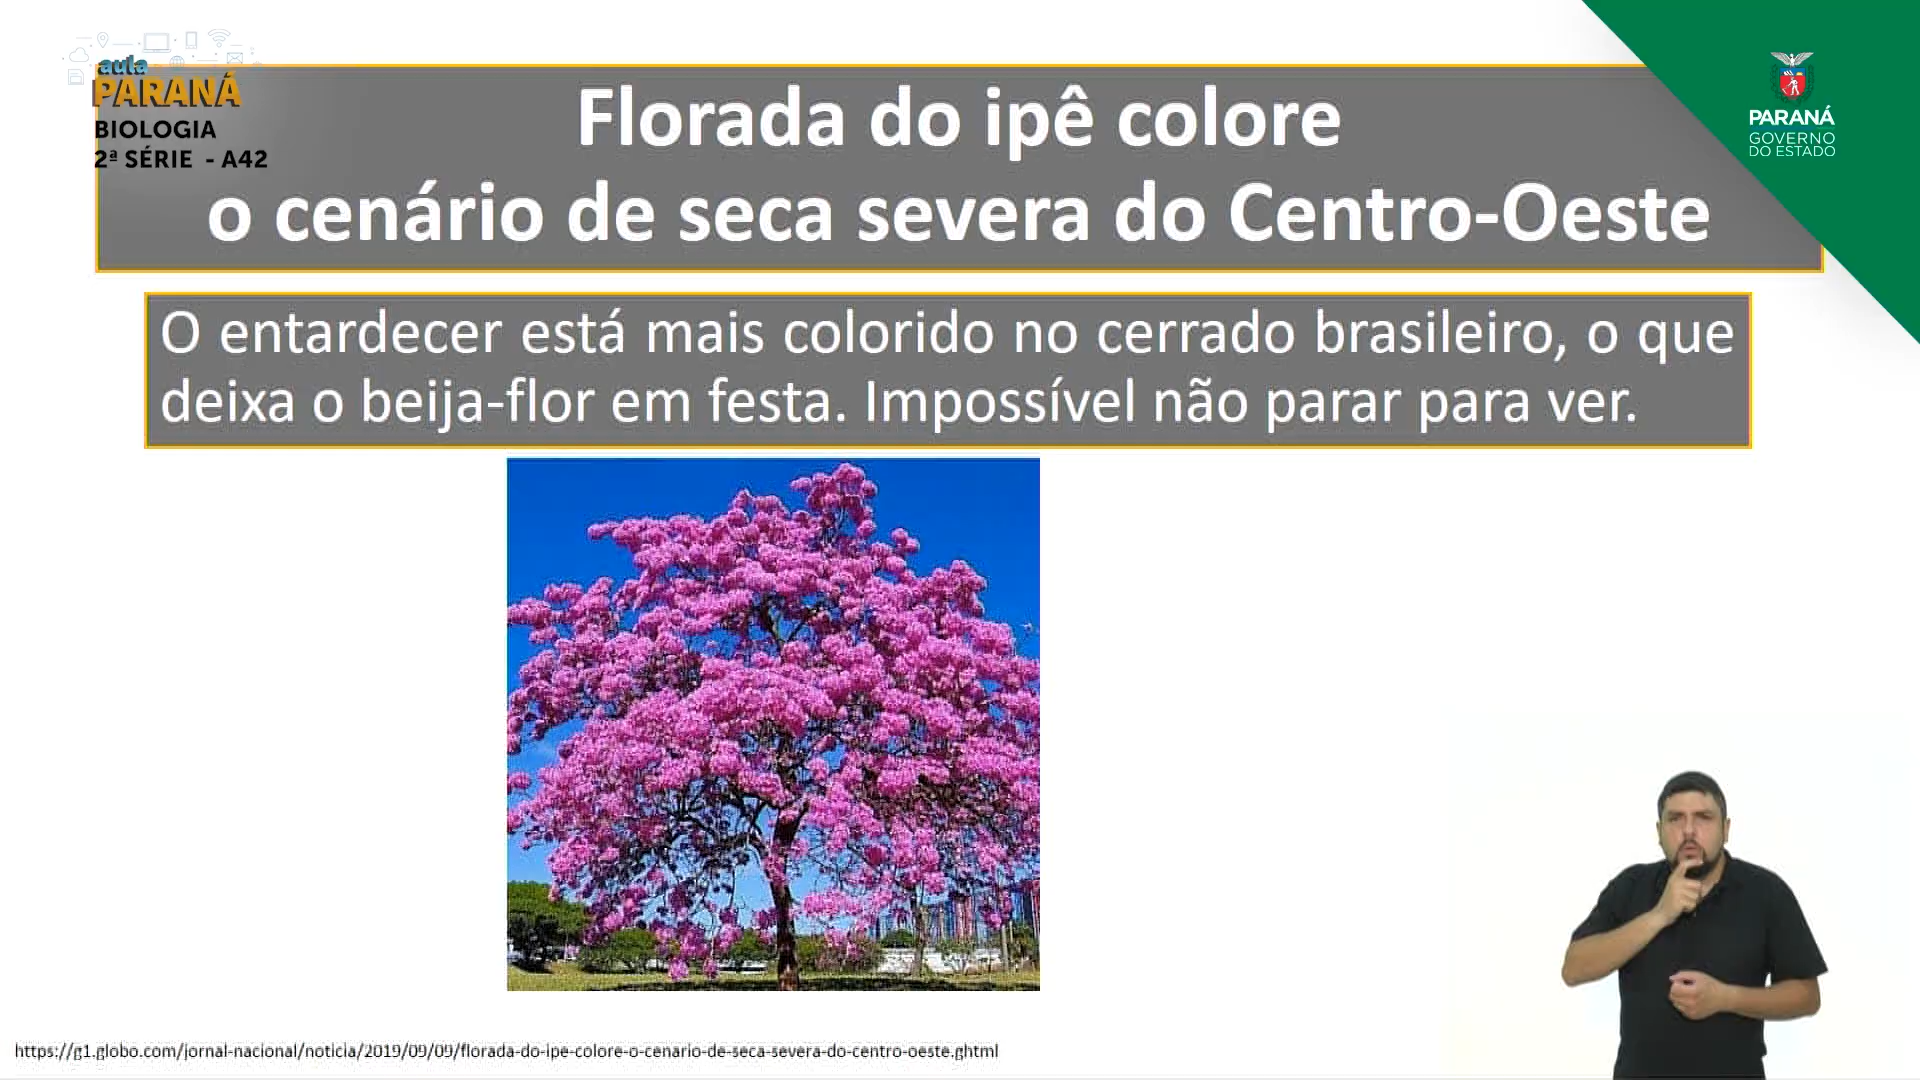 aula
PARANÁ
BIOLOGIA
2ª SÉRIE - A42
Florada do ipê colore
o cenário de seca severa do Centro-Oeste
PARANÁ
GOVERNO
DO ESTADO
O entardecer está mais colorido no cerrado brasileiro, o que
deixa o beija-flor em festa. Impossível não parar para ver.
https://g1.globo.com/jornal-nacional/noticia/2019/09/09/florada-do-ipe-colore-o-cenario-de-seca-severa-do-centro-oeste.ghtml